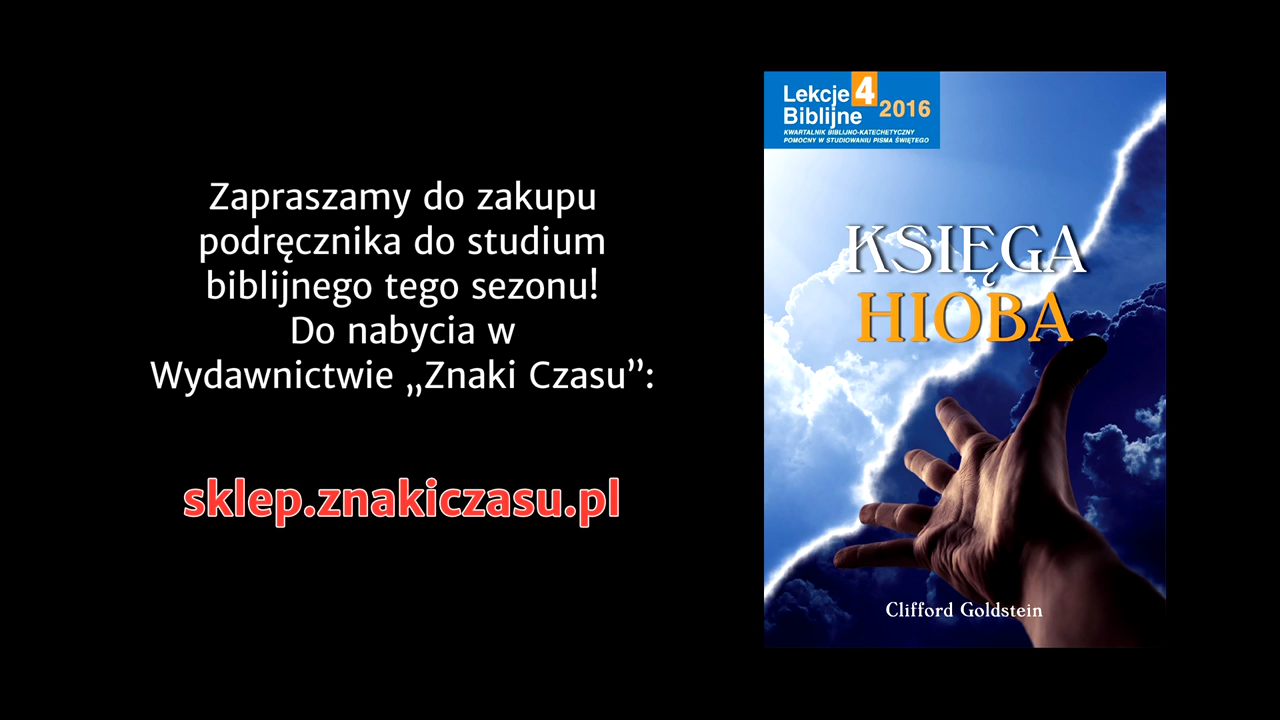 Zapraszamy do zakupu
podręcznika do studium
biblijnego tego sezonu!
Do nabycia w
Wydawnictwie „Znaki Czasu”:
sklep.znakiczasu.pl
Lekcje 4 2016
Biblijne
KWARTALNIK BIBLIJNO-KATECHETYCZNY
POMOCNY W STUDIOWANIU PISMA ŚWIĘTEGO
KSIĘGA
HIOBA
Clifford Goldstein